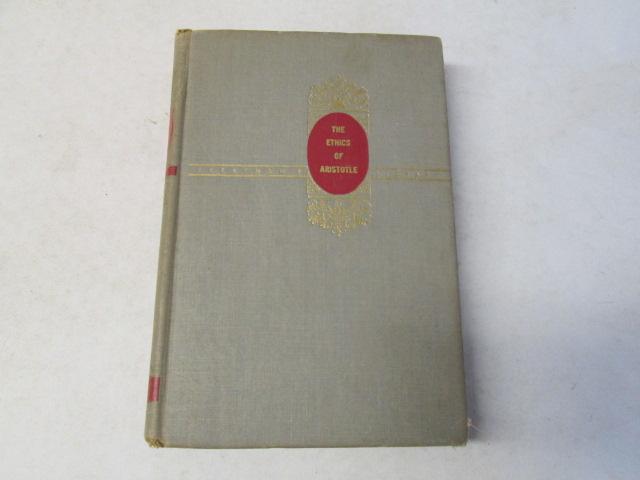 THE
ETHICS
OF
ARISTOTLE